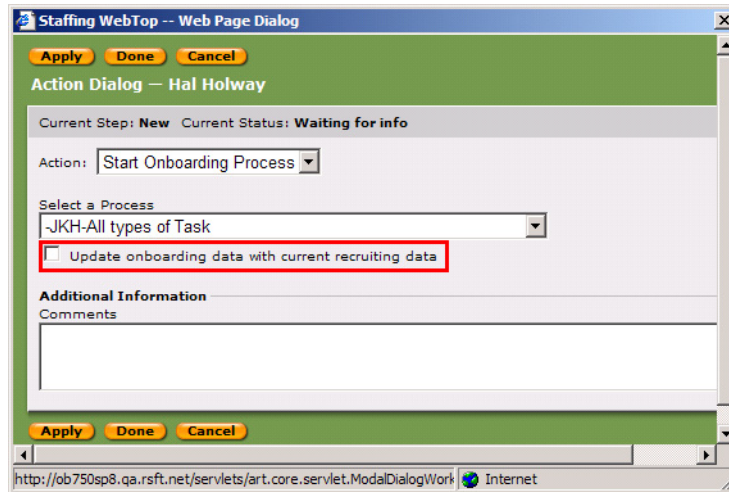 Staffing WebTop -- Web Page Dialog
Apply Done Cancel
Action Dialog — Hal Holway
Current Step: New Current Status: Waiting for info
Action: Start Onboarding Process
Select a Process
-JKH-All types of Task
Update onboarding data with current recruiting data
Additional Information
Comments
Apply Done Cancel
http://ob750sp8.qa.rsft.net/servlets/art.core.servlet.ModalDialogWork Internet